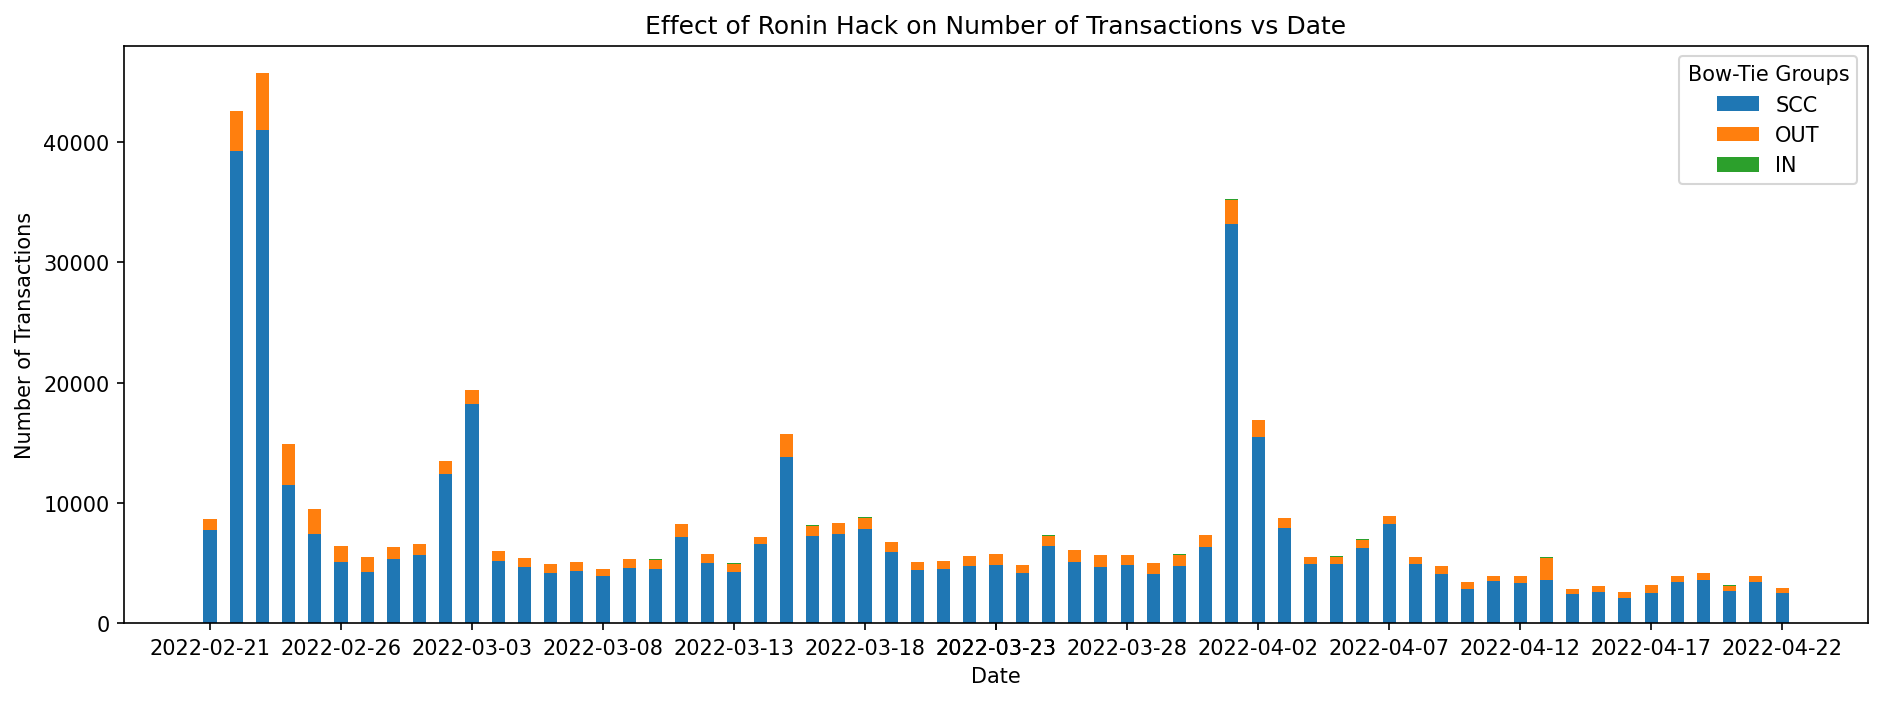 Effect of Ronin Hack on Number of Transactions vs Date
Bow-Tie Groups
SCC
OUT
IN
Number of Transactions
40000
30000
20000
10000
0
2022-02-21 2022-02-26 2022-03-03 2022-03-08 2022-03-13 2022-03-18 2022-03-23 2022-03-28 2022-04-02 2022-04-07 2022-04-12 2022-04-17 2022-04-22
Date